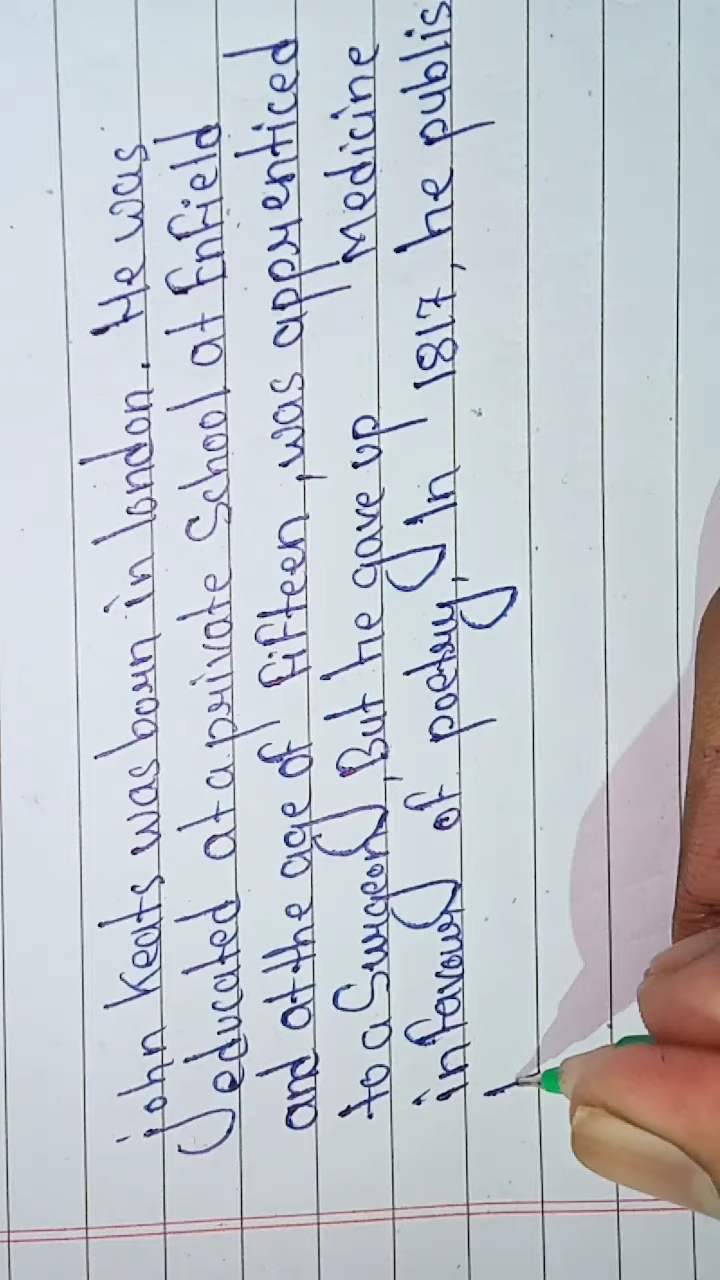 john Keats was born in london. He was
educated at a private School at Enfield
and at the age of fifteen, was apprenticed
to a Surgeon. But he gave up medicine
in favour of poetry. In 1817, he publis